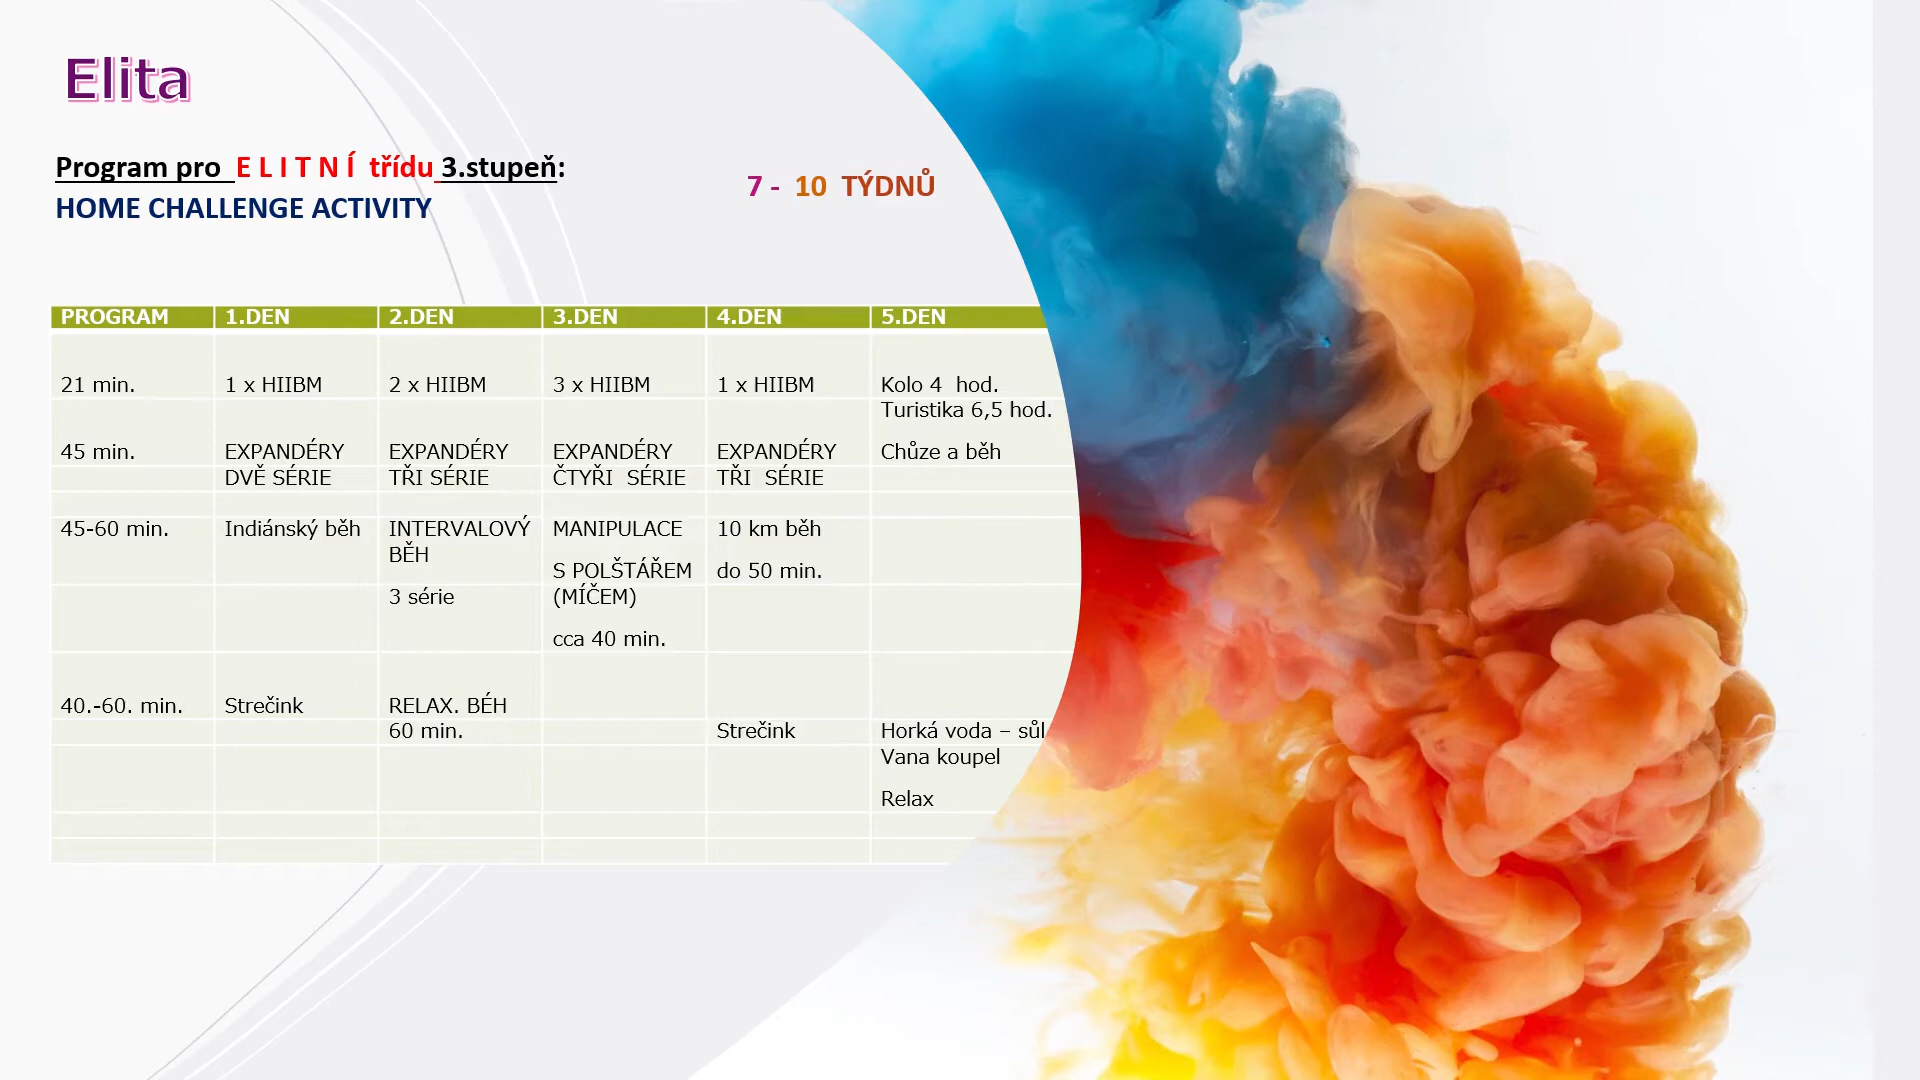 Elita
Program pro  E L I T N Í  třídu 3.stupeň:
HOME CHALLENGE ACTIVITY
7 -  10  TÝDNŮ
PROGRAM 1.DEN 2.DEN 3.DEN 4.DEN 5.DEN
21 min. 1 x HIIBM 2 x HIIBM 3 x HIIBM 1 x HIIBM Kolo 4  hod.
Turistika 6,5 hod.
45 min. EXPANDÉRY EXPANDÉRY EXPANDÉRY EXPANDÉRY Chůze a běh
DVĚ SÉRIE TŘI SÉRIE ČTYŘI  SÉRIE TŘI  SÉRIE
45-60 min. Indiánský běh INTERVALOVÝ MANIPULACE 10 km běh
BĚH
S POLŠTÁŘEM do 50 min.
3 série (MÍČEM)
cca 40 min.
40.-60. min. Strečink RELAX. BÉH
60 min. Strečink Horká voda – sůl
Vana koupel
Relax